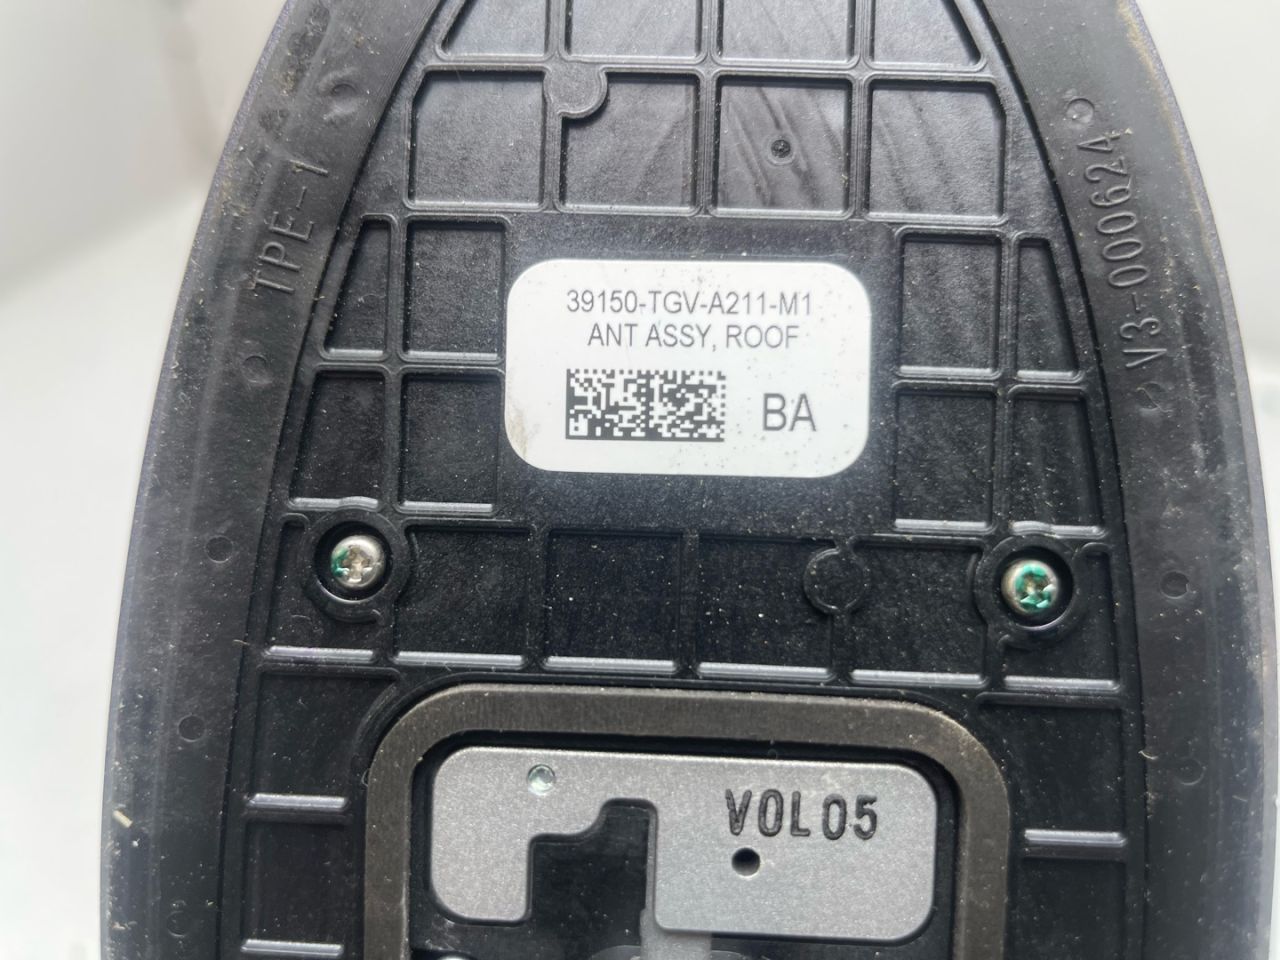 TPE-1
V3-000624
39150-TGV-A211-M1
ANT ASSY, ROOF
BA
VOL05